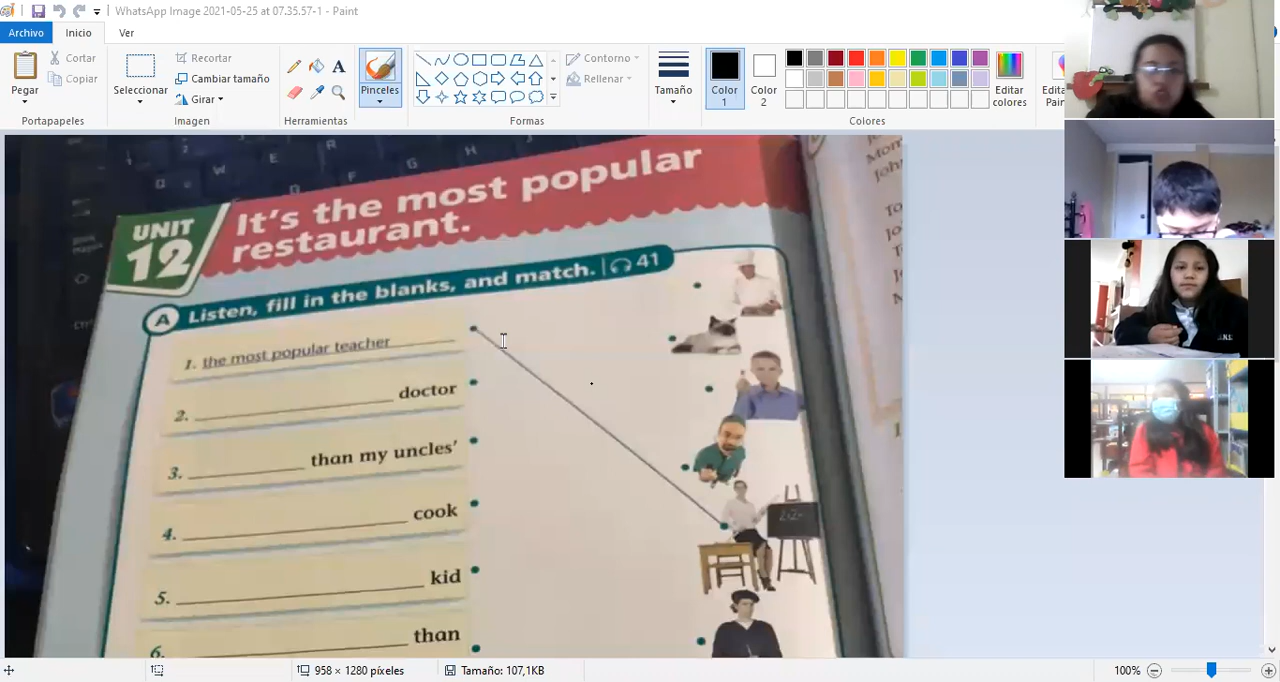 WhatsApp Image 2021-05-25 at 07.35.57-1 - Paint
Archivo
Inicio
Ver
Pegar
Cortar
Copiar
Portapapeles
Seleccionar
Recortar
Cambiar tamaño
Girar
Imagen
A
Herramientas
Pinceles
Contorno
Rellenar
Formas
Tamaño
Color 1
Color 2
Editar colores
Colores
UNIT 12
It's the most popular
restaurant.
A Listen, fill in the blanks, and match. 41
1. the most popular teacher
2. doctor
3. than my uncles'
4. cook
5. kid
6. than
958 × 1280 píxeles
Tamaño: 107,1KB
100%